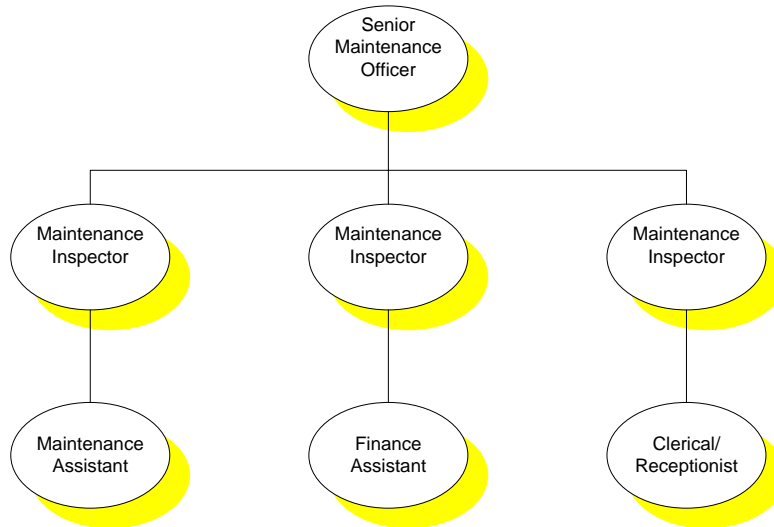 Senior
Maintenance
Officer
Maintenance
Inspector
Maintenance
Inspector
Maintenance
Inspector
Maintenance
Assistant
Finance
Assistant
Clerical/
Receptionist